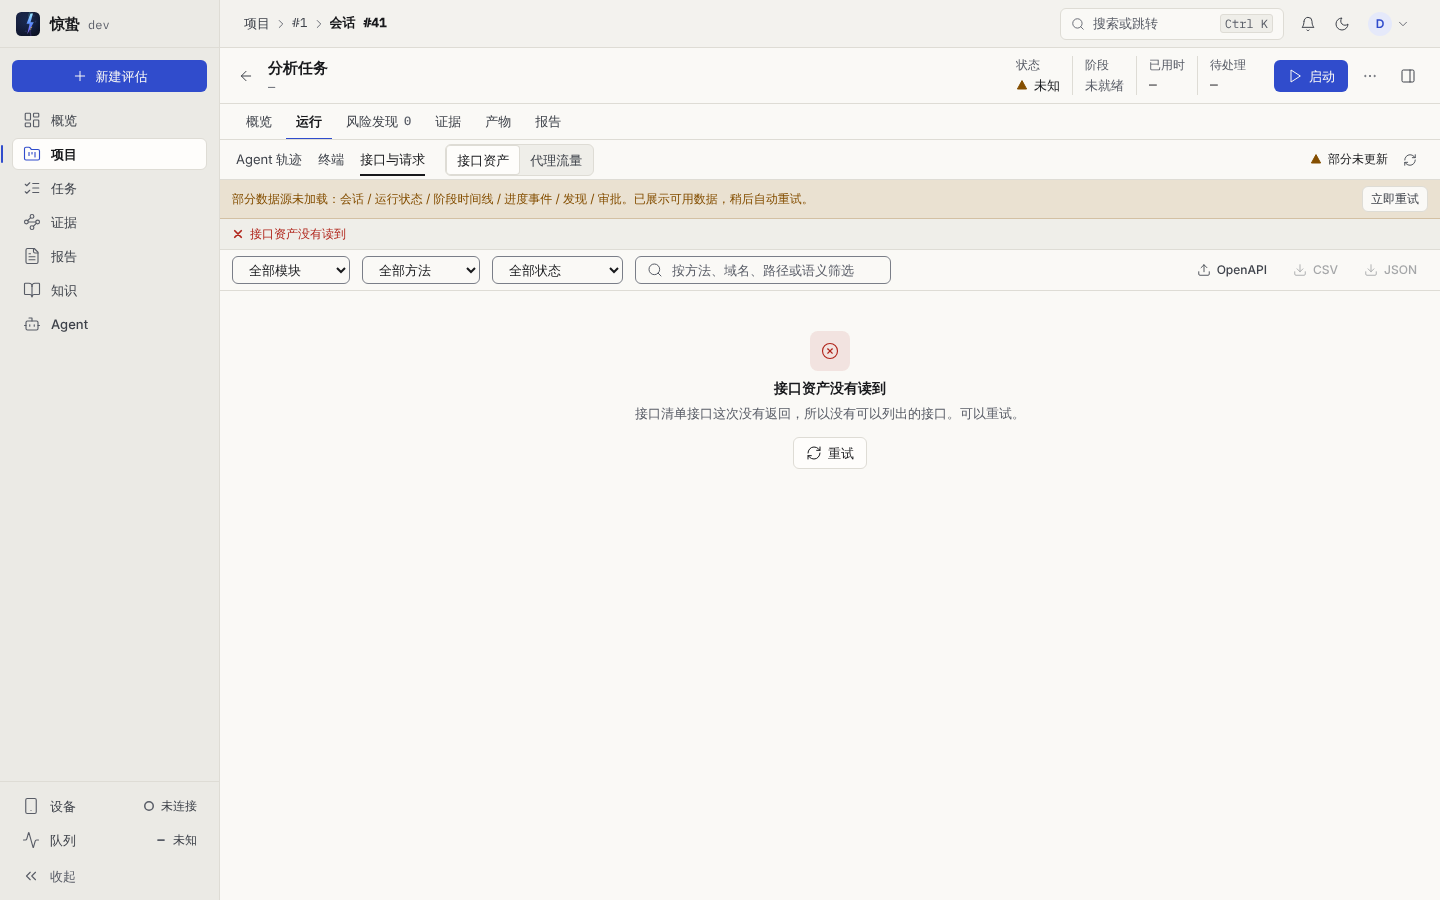 惊蛰 dev
项目 > #1 > 会话 #41
搜索或跳转 Ctrl K
D
新建评估
概览
项目
任务
证据
报告
知识
Agent
设备 未连接
队列 — 未知
收起
分析任务
—
状态 阶段 已用时 待处理
未知 未就绪 — —
启动
概览 运行 风险发现 0 证据 产物 报告
Agent 轨迹 终端 接口与请求 接口资产 代理流量
部分未更新
部分数据源未加载：会话 / 运行状态 / 阶段时间线 / 进度事件 / 发现 / 审批。已展示可用数据，稍后自动重试。
立即重试
接口资产没有读到
全部模块 全部方法 全部状态 按方法、域名、路径或语义筛选
OpenAPI CSV JSON
接口资产没有读到
接口清单接口这次没有返回，所以没有可以列出的接口。可以重试。
重试